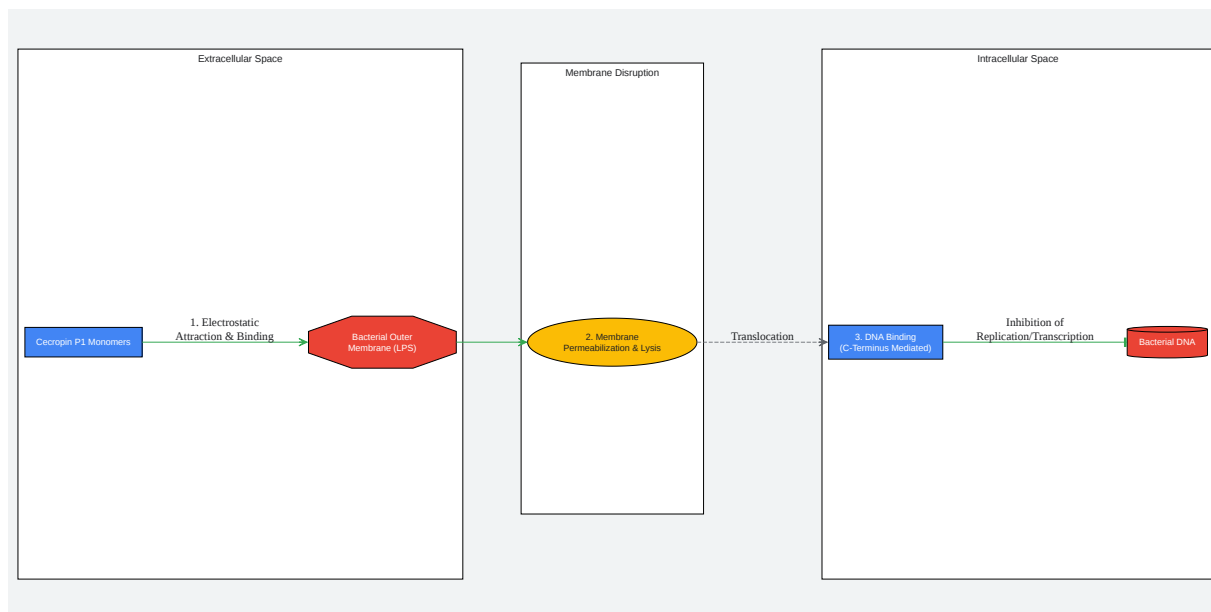 Extracellular Space
Membrane Disruption
Intracellular Space
Cecropin P1 Monomers
1. Electrostatic
Attraction & Binding
Bacterial Outer
Membrane (LPS)
2. Membrane
Permeabilization & Lysis
Translocation
3. DNA Binding
(C-Terminus Mediated)
Inhibition of
Replication/Transcription
Bacterial DNA